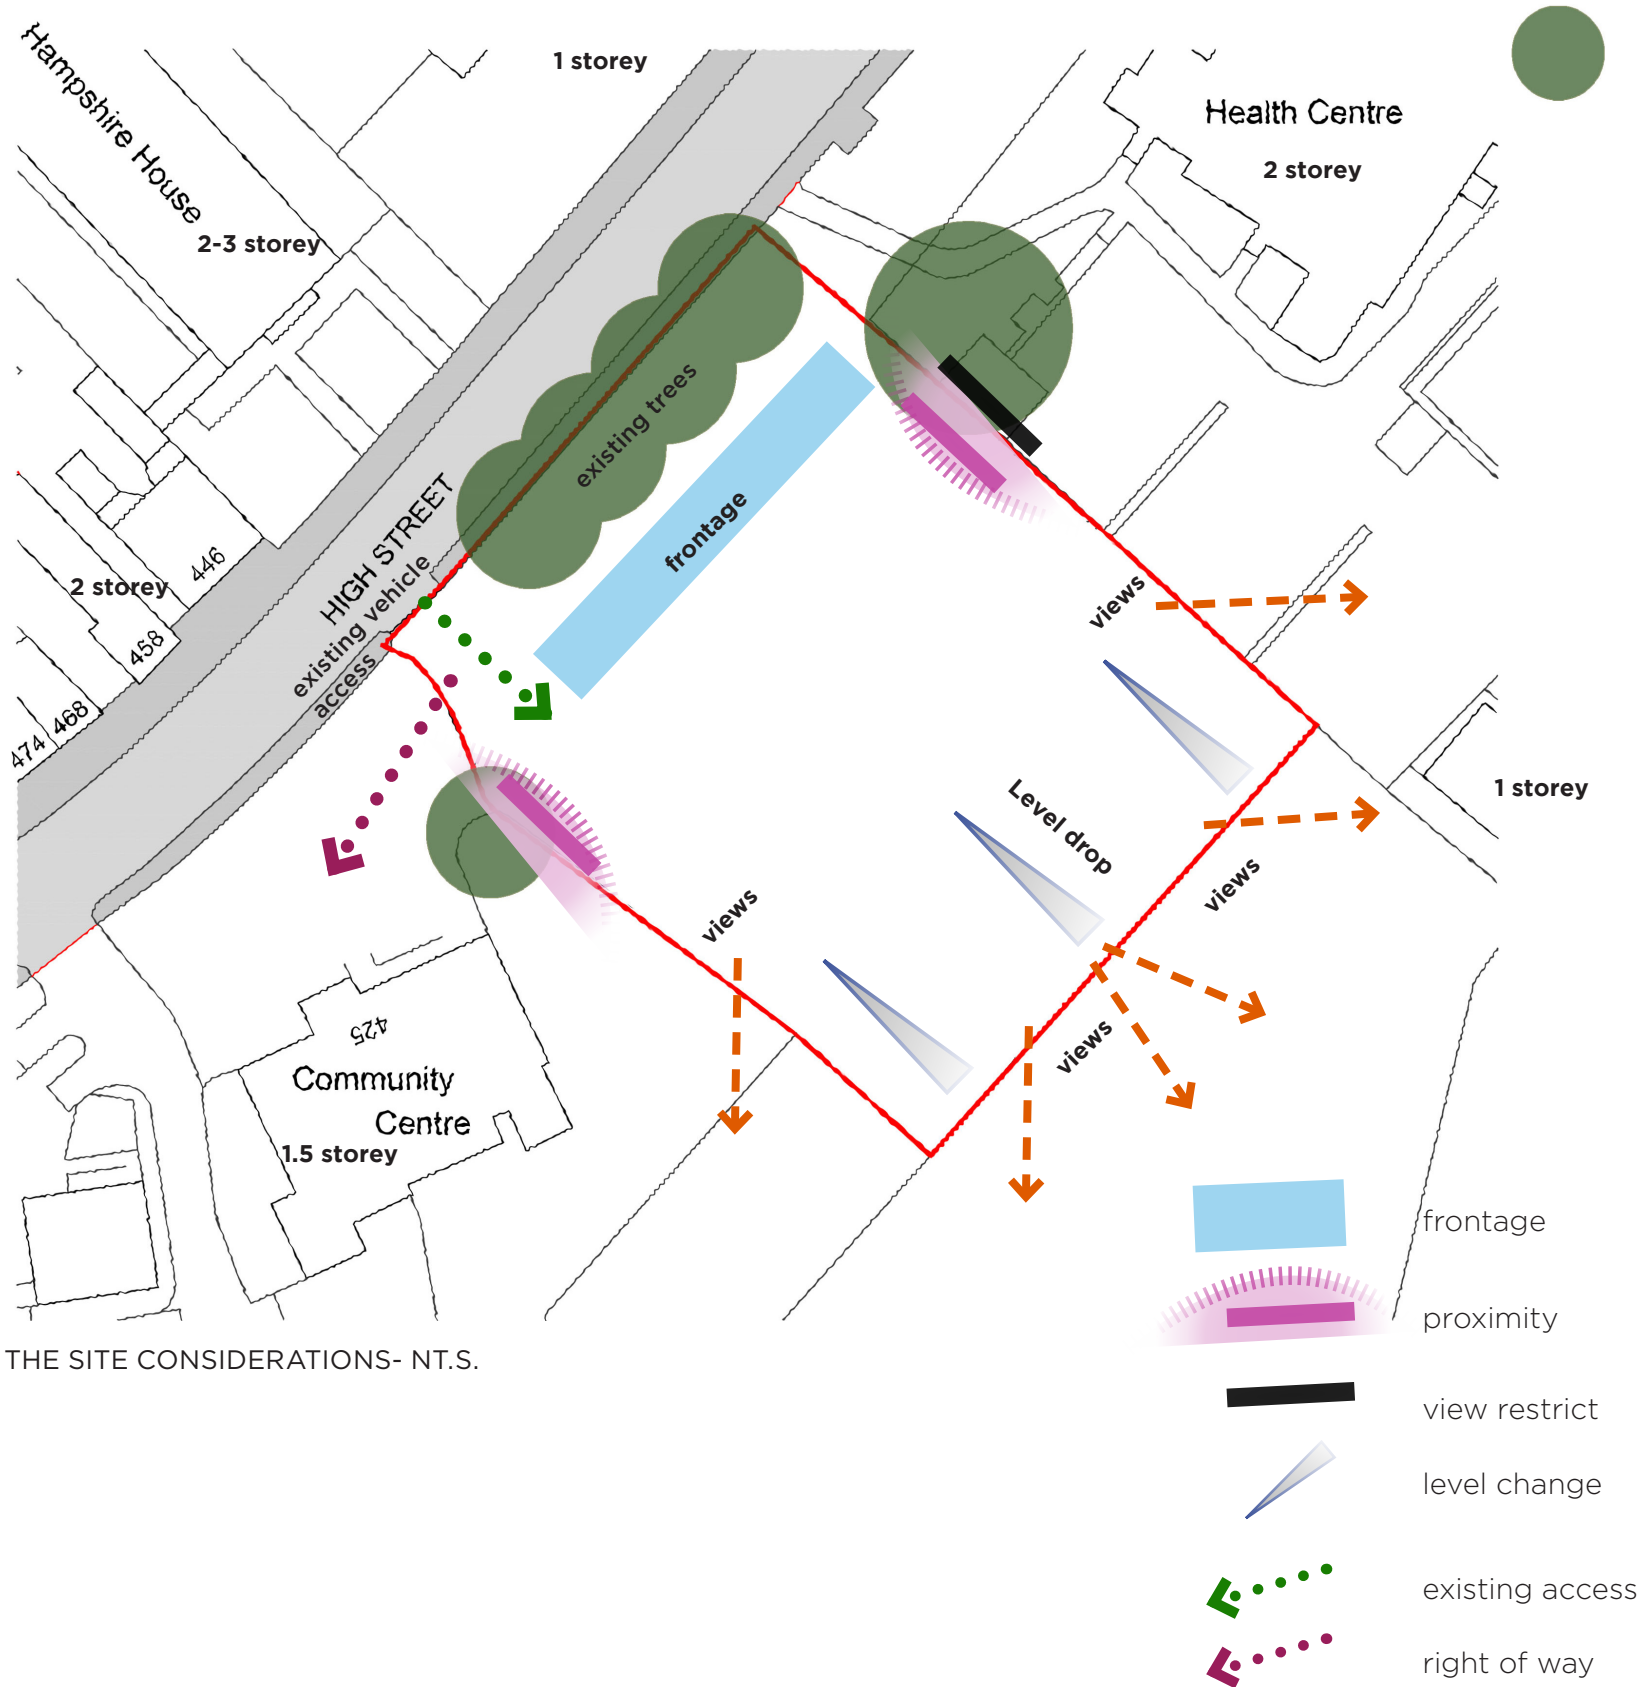 1 storey
Hampshire House
Health Centre
2 storey
2-3 storey
existing trees
frontage
HIGH STREET
existing vehicle
access
446
2 storey
458
468
474
views
Level drop
1 storey
views
views
views
425
Community
Centre
1.5 storey
frontage
proximity
view restrict
level change
existing access
right of way
THE SITE CONSIDERATIONS- NT.S.